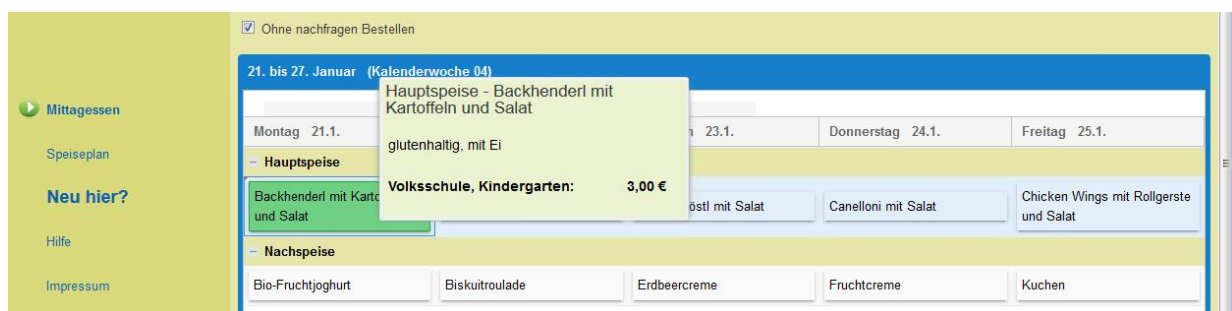 Ohne nachfragen Bestellen
21. bis 27. Januar (Kalenderwoche 04)
Hauptspeise - Backhenderl mit
Kartoffeln und Salat
glutenhaltig, mit Ei
Volksschule, Kindergarten: 3,00 €
Mittagessen
Speiseplan
Neu hier?
Hilfe
Impressum
Montag 21.1. 23.1. Donnerstag 24.1. Freitag 25.1.
Hauptspeise
Backhenderl mit
und Salat
mit Salat
Canelloni mit Salat
Chicken Wings mit Rollgerste
und Salat
Nachspeise
Bio-Fruchtjoghurt Biskuitroulade Erdbeercreme Fruchtcreme Kuchen